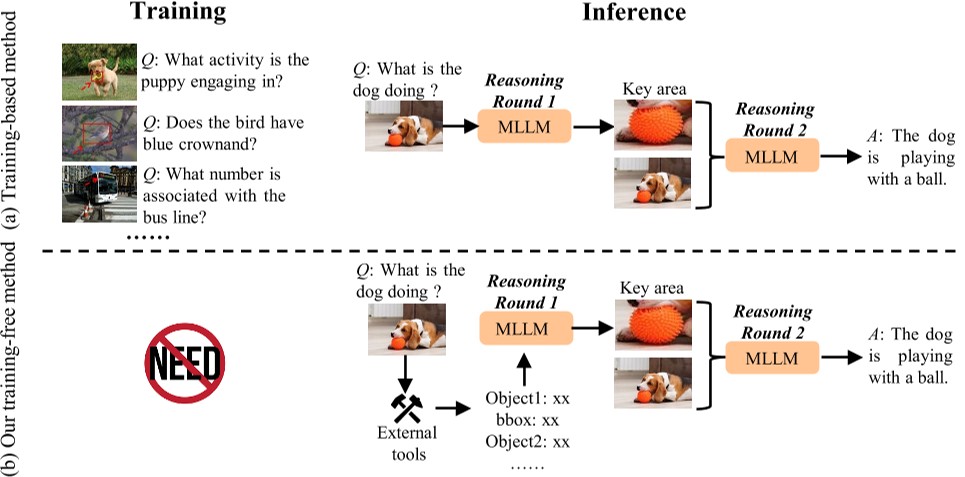 Training
Inference
(a) Training-based method
Q: What activity is the
puppy engaging in?
Q: Does the bird have
blue crownand?
Q: What number is
associated with the
bus line?
......
Q: What is the
dog doing ?
Reasoning
Round 1
MLLM
Key area
Reasoning
Round 2
MLLM
A: The dog
is playing
with a ball.
(b) Our training-free method
NEED
Q: What is the
dog doing ?
External
tools
Reasoning
Round 1
MLLM
Object1: xx
bbox: xx
Object2: xx
......
Key area
Reasoning
Round 2
MLLM
A: The dog
is playing
with a ball.